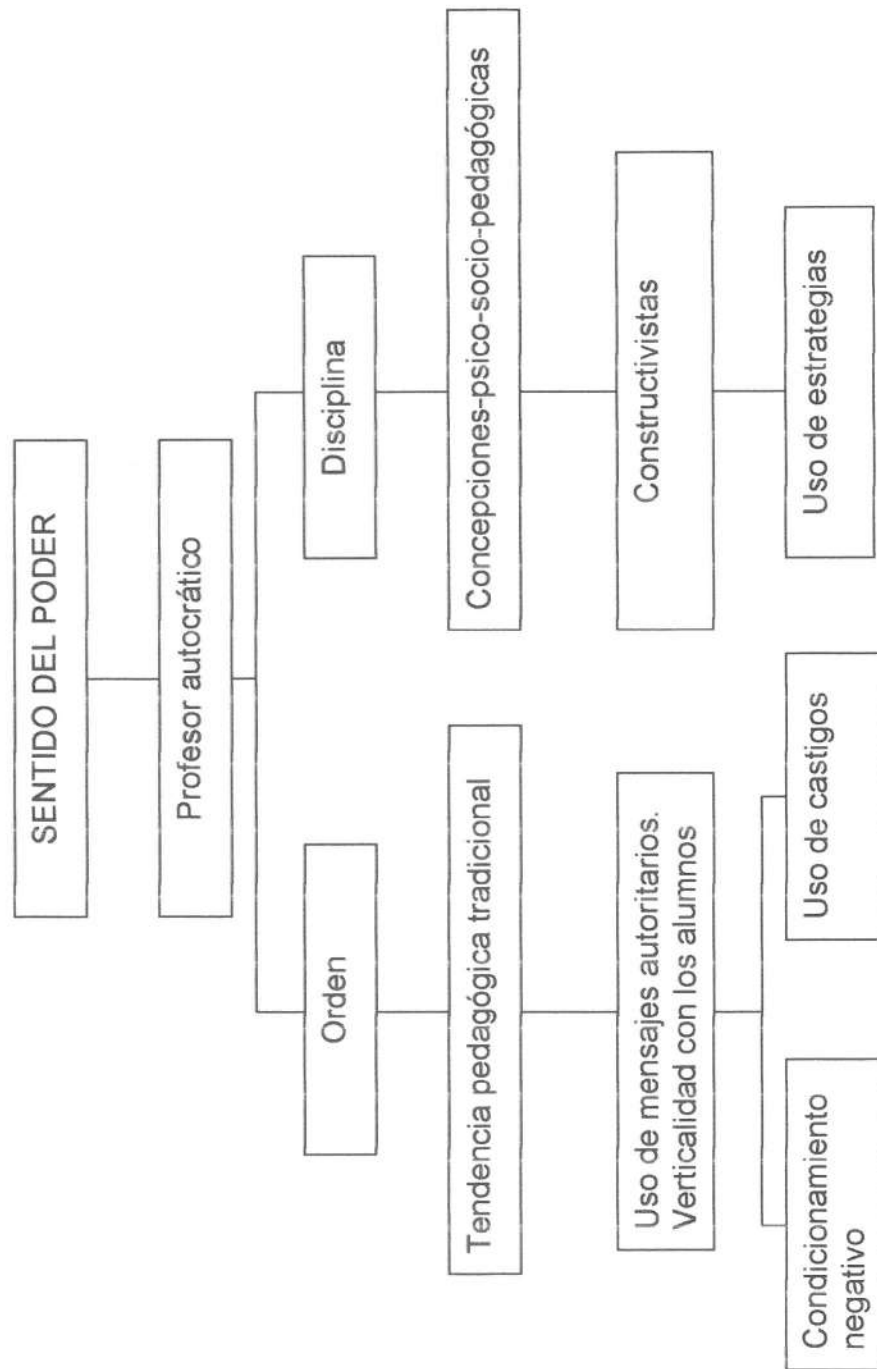 SENTIDO DEL PODER
Profesor autocrático
Orden
Disciplina
Tendencia pedagógica tradicional
Concepciones-psico-socio-pedagógicas
Uso de mensajes autoritarios.
Verticalidad con los alumnos
Constructivistas
Condicionamiento
negativo
Uso de castigos
Uso de estrategias